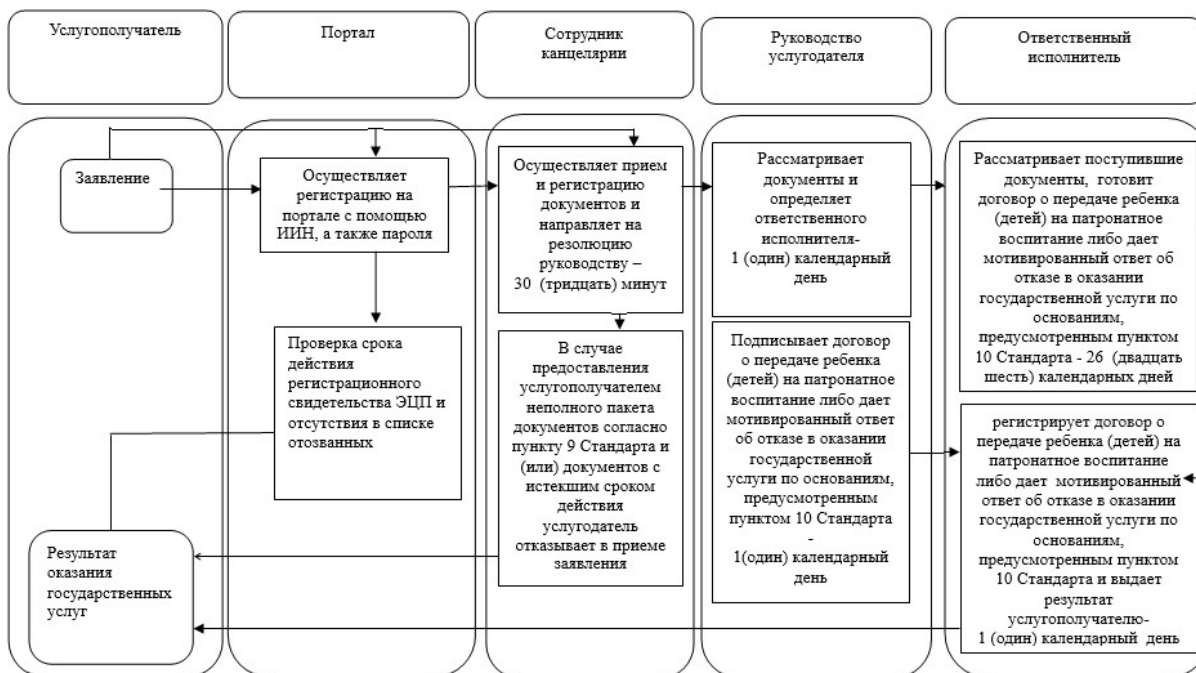 Услугополучатель
Портал
Сотрудник
канцелярии
Руководство
услугодателя
Ответственный
исполнитель
Заявление
Осуществляет
регистрацию на
портале с помощью
ИИН, а также пароля
Осуществляет прием
и регистрацию
документов и
направляет на
резолюцию
руководству –
30 (тридцать) минут
Рассматривает
документы и
определяет
ответственного
исполнителя-
1 (один) календарный
день
Рассматривает поступившие
документы, готовит
договор о передаче ребенка
(детей) на патронатное
воспитание либо дает
мотивированный ответ об
отказе в оказании
государственной услуги по
основаниям,
предусмотренным пунктом
10 Стандарта - 26 (двадцать
шесть) календарных дней
Проверка срока
действия
регистрационного
свидетельства ЭЦП и
отсутствия в списке
отозванных
В случае
предоставления
услугополучателем
неполного пакета
документов согласно
пункту 9 Стандарта и
(или) документов с
истекшим сроком
действия
услугодатель
отказывает в приеме
заявления
Подписывает договор
о передаче ребенка
(детей) на патронатное
воспитание либо дает
мотивированный ответ
об отказе в оказании
государственной
услуги по основаниям,
предусмотренным
пунктом 10 Стандарта
-
1(один) календарный
день
регистрирует договор о
передаче ребенка (детей) на
патронатное воспитание
либо дает мотивированный
ответ об отказе в оказании
государственной услуги по
основаниям,
предусмотренным пунктом
10 Стандарта и выдает
результат
услугополучателю-
1 (один) календарный день
Результат
оказания
государственных
услуг